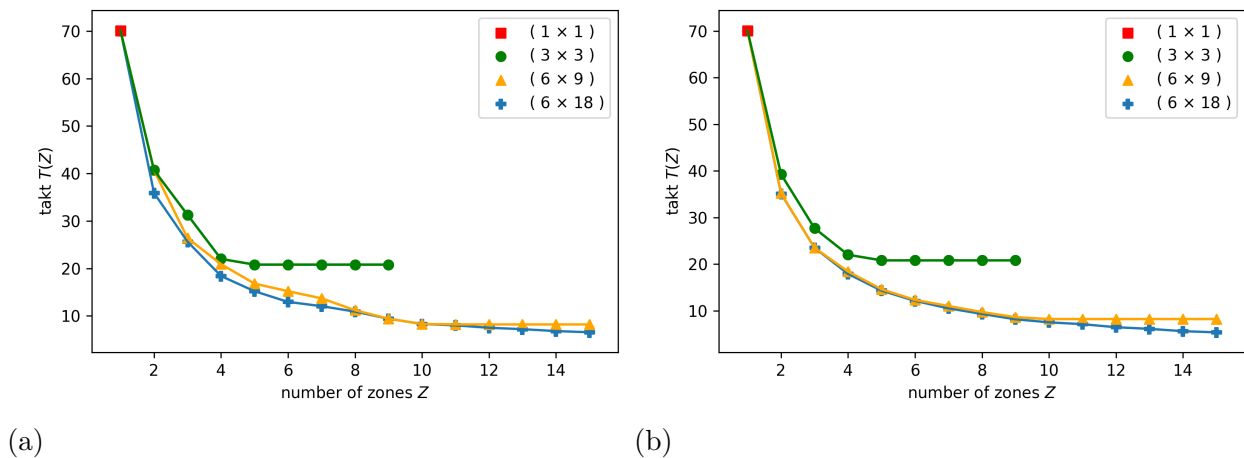 70
60
50
40
30
20
10
takt T(Z)
( 1 × 1 )
( 3 × 3 )
( 6 × 9 )
( 6 × 18 )
2 4 6 8 10 12 14
number of zones Z
(a)
70
60
50
40
30
20
10
takt T(Z)
( 1 × 1 )
( 3 × 3 )
( 6 × 9 )
( 6 × 18 )
2 4 6 8 10 12 14
number of zones Z
(b)